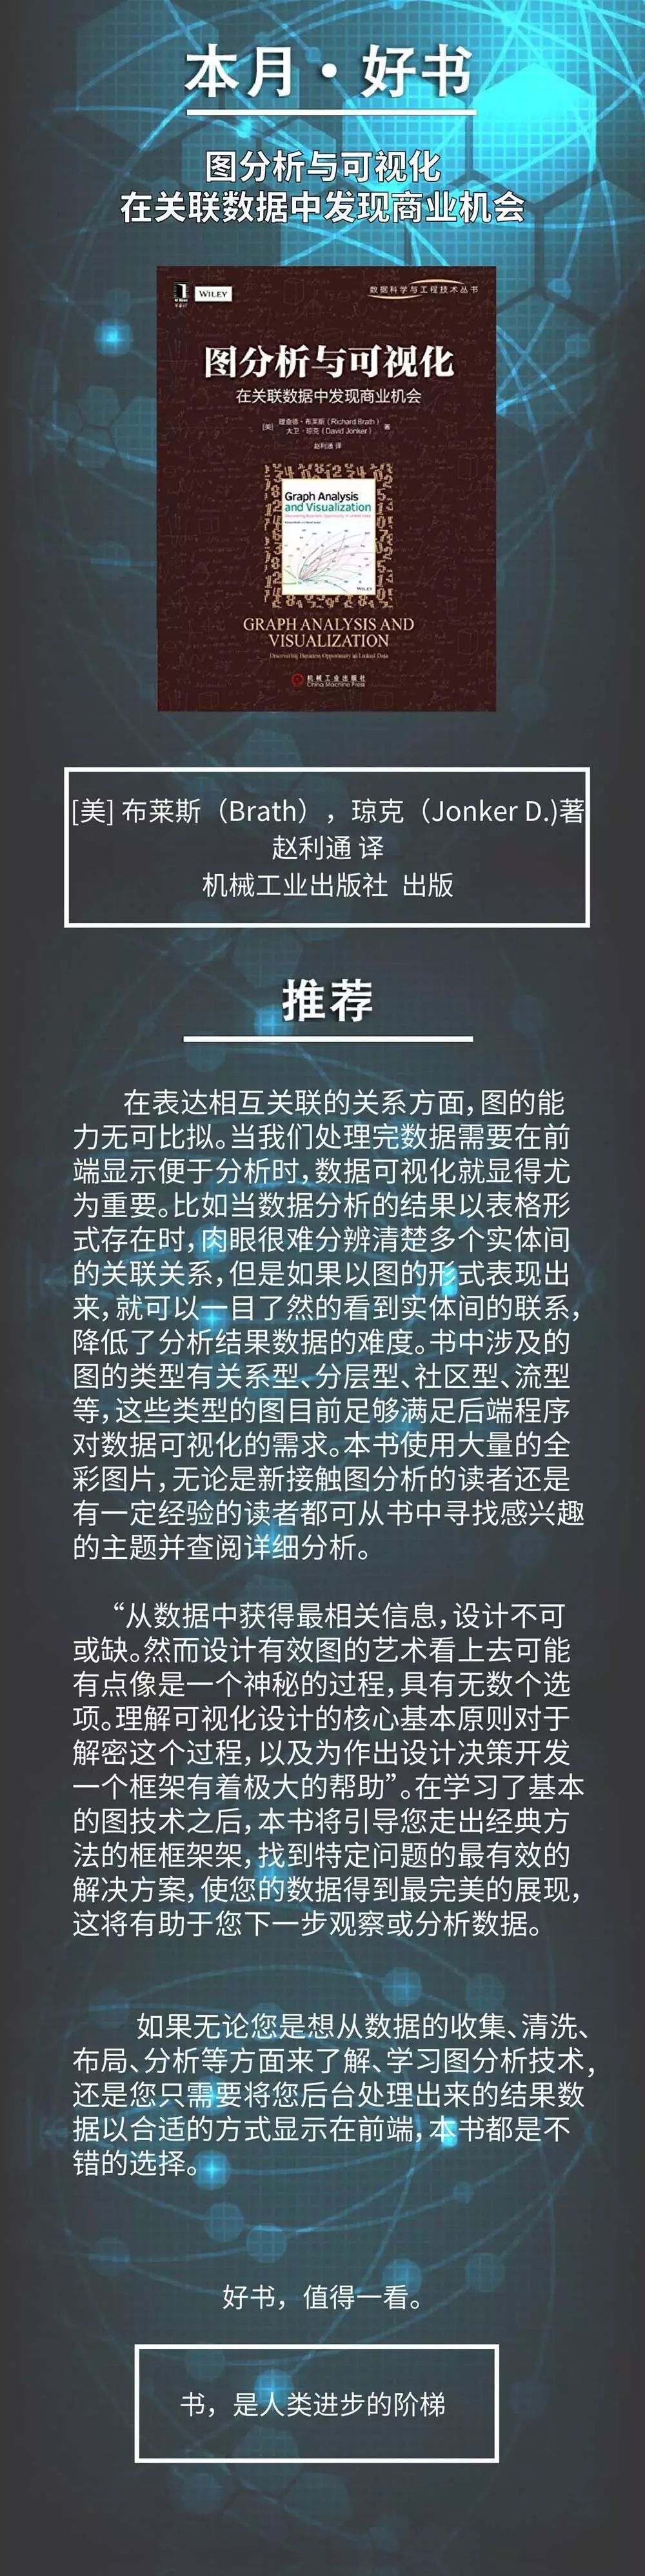 本月·好书
图分析与可视化
在关联数据中发现商业机会
WILEY
数据科学与工程技术丛书
图分析与可视化
在关联数据中发现商业机会
[美] 理查德·布莱斯（Richard Brath） 著
大卫·琼克（David Jonker）
赵利通 译
Graph Analysis
and Visualization
WILEY
GRAPH ANALYSIS AND
VISUALIZATION
Discovering Business Opportunity in Linked Data
机械工业出版社
China Machine Press
[美] 布莱斯（Brath），琼克（Jonker D.)著
赵利通 译
机械工业出版社 出版
推荐
在表达相互关联的关系方面，图的能
力无可比拟。当我们处理完数据需要在前
端显示便于分析时，数据可视化就显得尤
为重要。比如当数据分析的结果以表格形
式存在时，肉眼很难分辨清楚多个实体间
的关联关系，但是如果以图的形式表现出
来，就可以一目了然的看到实体间的联系，
降低了分析结果数据的难度。书中涉及的
图的类型有关系型、分层型、社区型、流型
等，这些类型的图目前足够满足后端程序
对数据可视化的需求。本书使用大量的全
彩图片，无论是新接触图分析的读者还是
有一定经验的读者都可从书中寻找感兴趣
的主题并查阅详细分析。
“从数据中获得最相关信息，设计不可
或缺。然而设计有效图的艺术看上去可能
有点像是一个神秘的过程，具有无数个选
项。理解可视化设计的核心基本原则对于
解密这个过程，以及为作出设计决策开发
一个框架有着极大的帮助”。在学习了基本
的图技术之后，本书将引导您走出经典方
法的框框架架，找到特定问题的最有效的
解决方案，使您的数据得到最完美的展现，
这将有助于您下一步观察或分析数据。
如果无论您是想从数据的收集、清洗、
布局、分析等方面来了解、学习图分析技术，
还是您只需要将您后台处理出来的结果数
据以合适的方式显示在前端，本书都是不
错的选择。
好书，值得一看。
书，是人类进步的阶梯